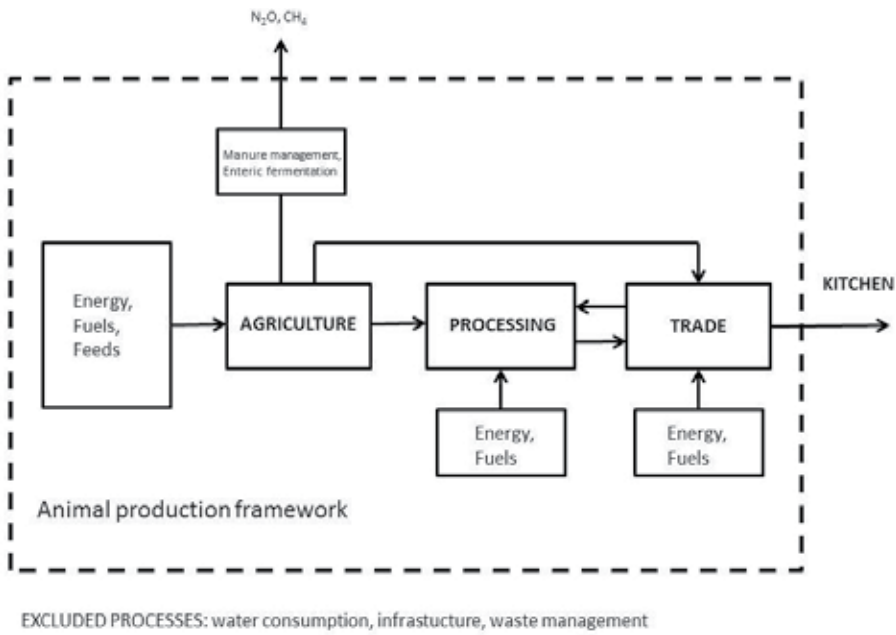 N₂O, CH₄
Manure management,
Enteric fermentation
Energy,
Fuels,
Feeds
AGRICULTURE
PROCESSING
TRADE
KITCHEN
Energy,
Fuels
Energy,
Fuels
Animal production framework
EXCLUDED PROCESSES: water consumption, infrastucture, waste management